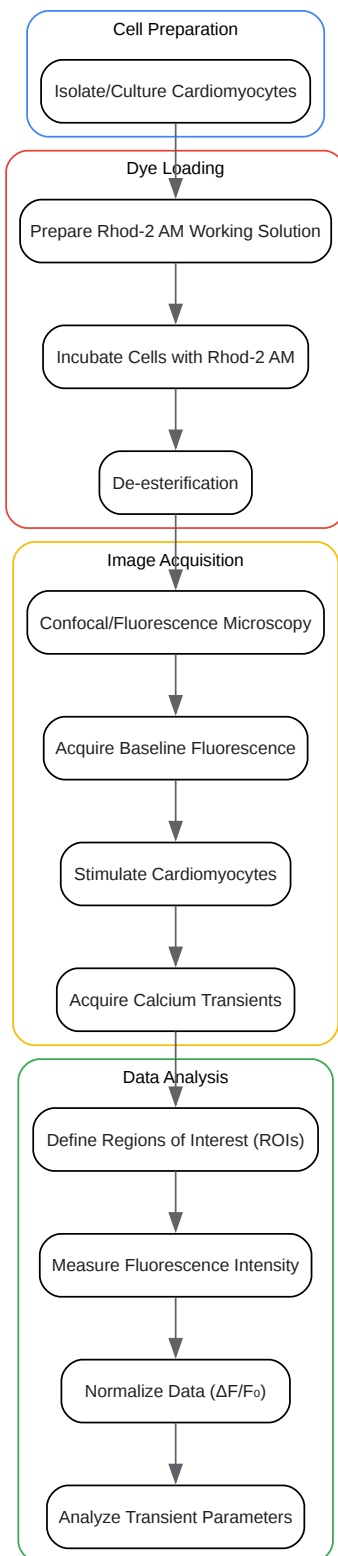 Cell Preparation
Isolate/Culture Cardiomyocytes
Dye Loading
Prepare Rhod-2 AM Working Solution
Incubate Cells with Rhod-2 AM
De-esterification
Image Acquisition
Confocal/Fluorescence Microscopy
Acquire Baseline Fluorescence
Stimulate Cardiomyocytes
Acquire Calcium Transients
Data Analysis
Define Regions of Interest (ROIs)
Measure Fluorescence Intensity
Normalize Data (ΔF/F₀)
Analyze Transient Parameters